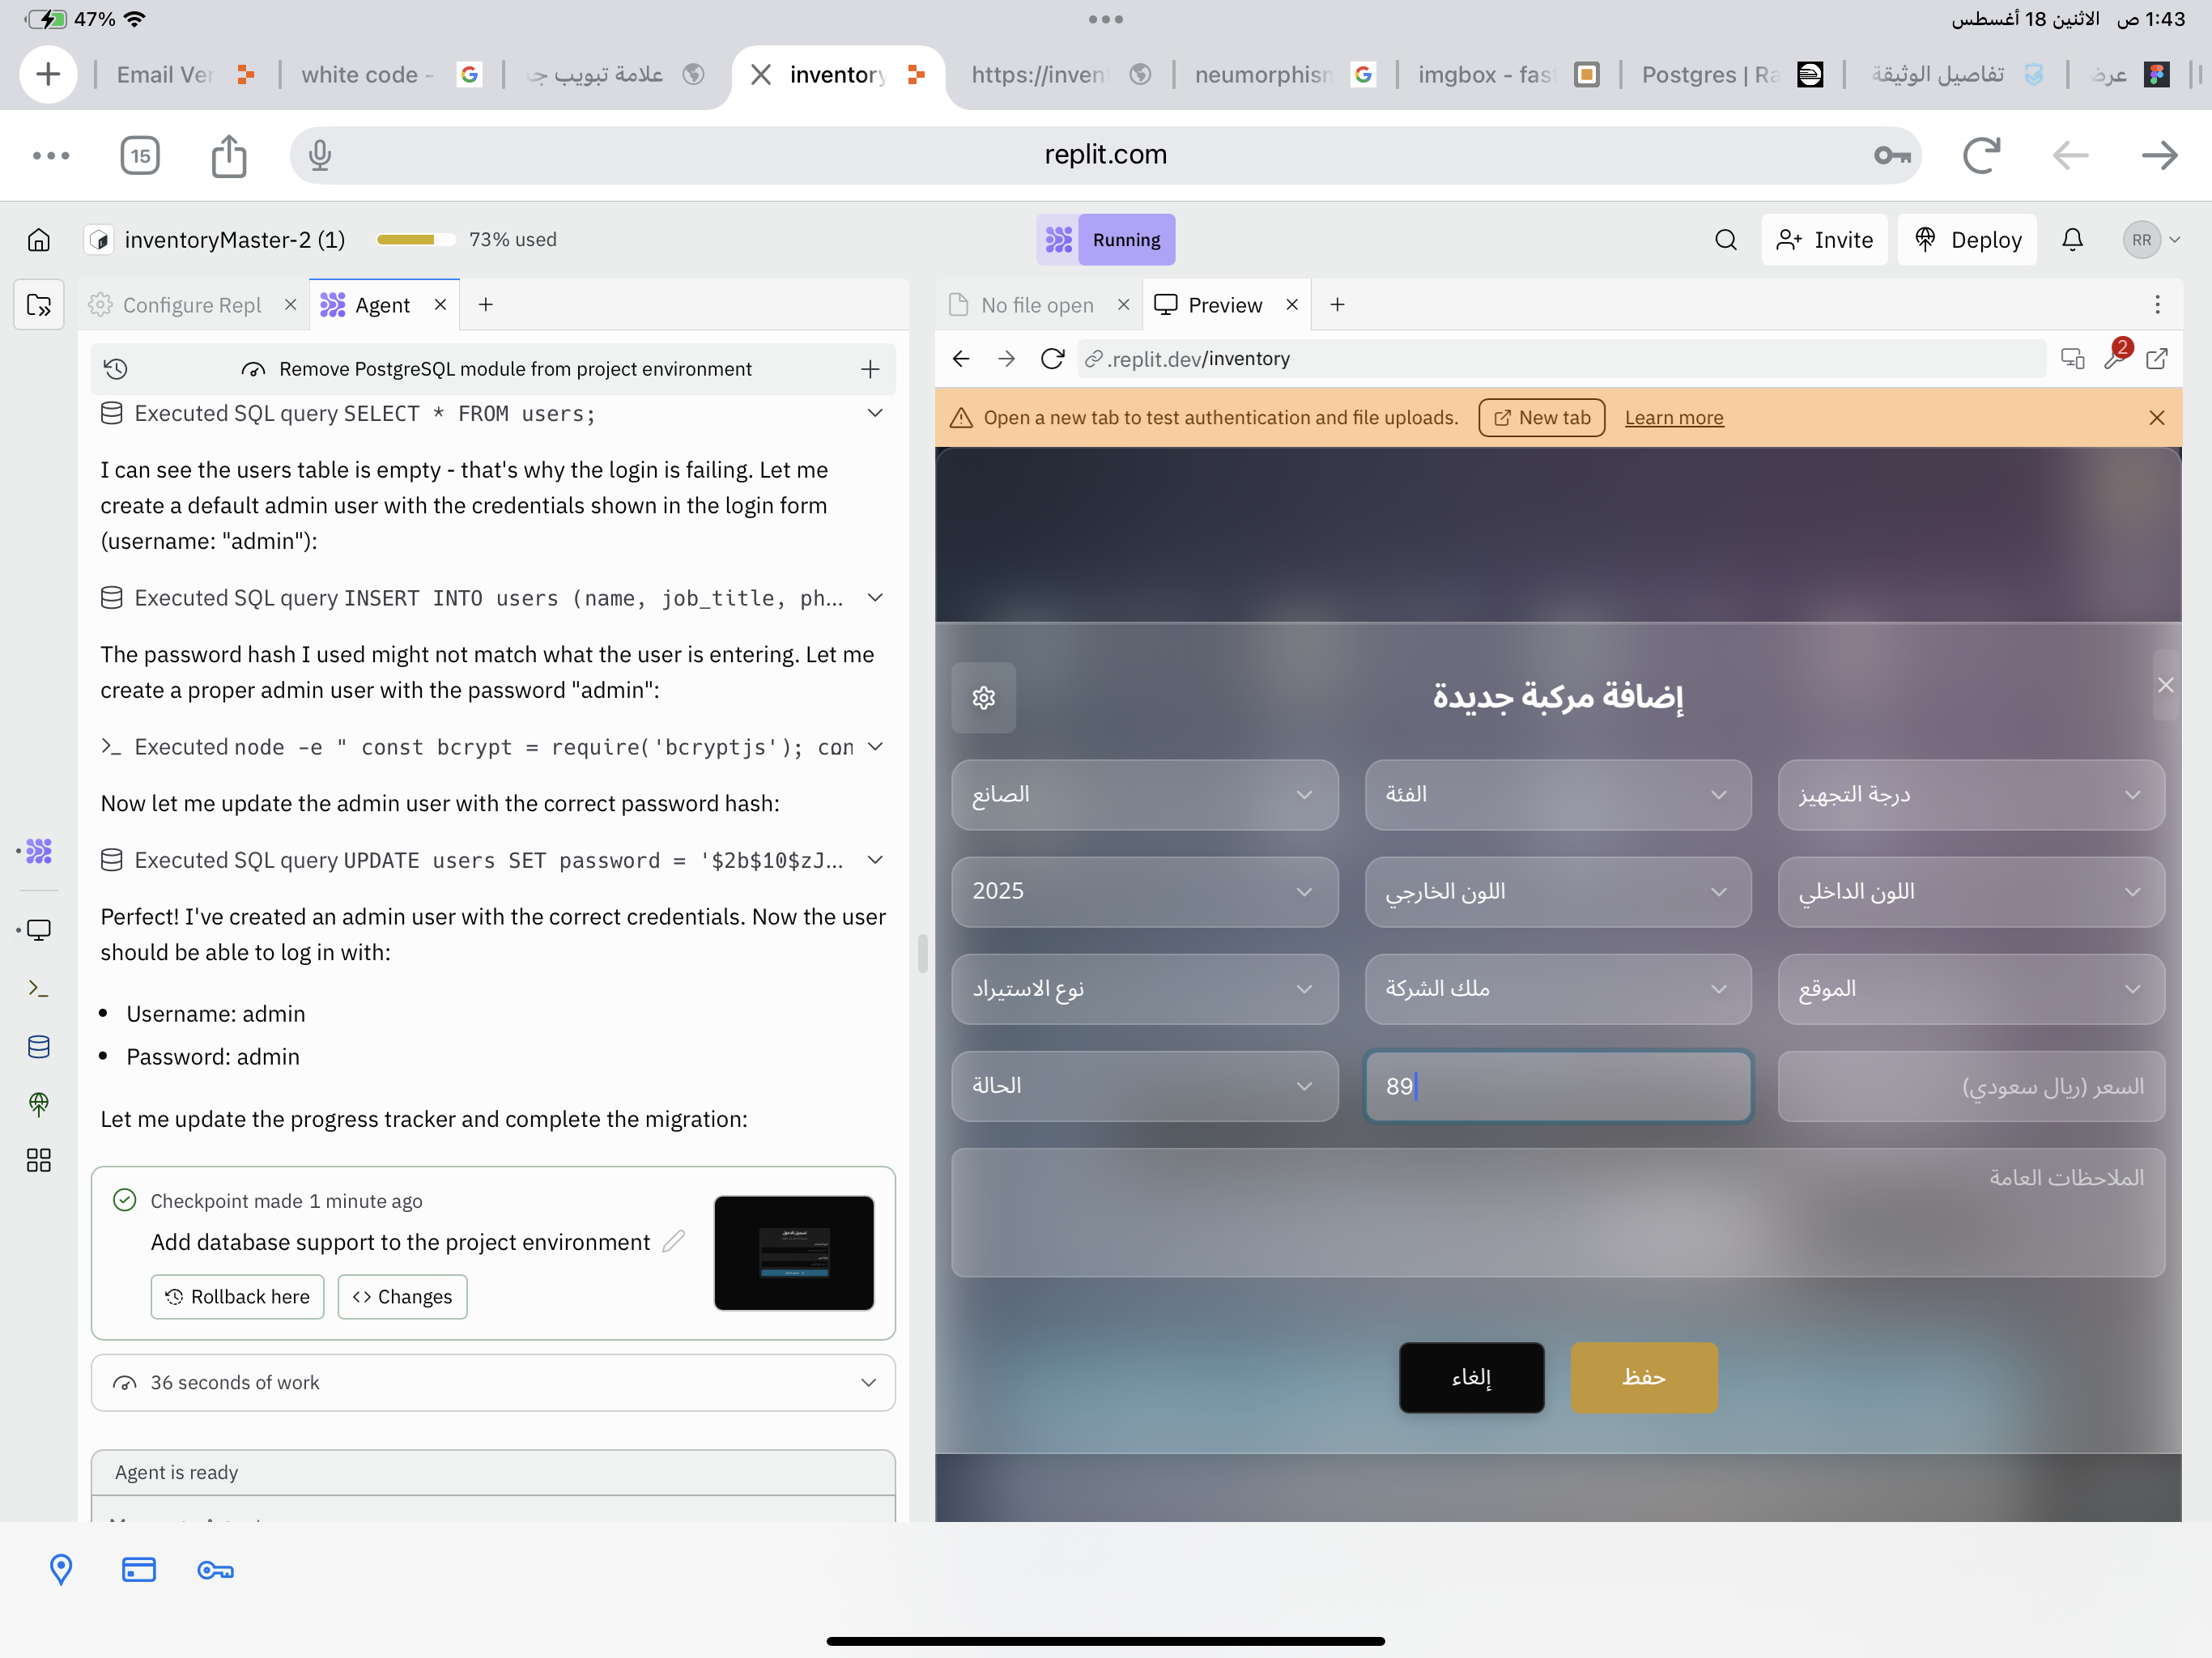 47%
1:43 ص الاثنين 18 أغسطس
Email Ver
white code -
علامة تبويب جد
inventory
https://invent
neumorphism
imgbox - fast
Postgres | Ra
تفاصيل الوثيقة
عرض
15
replit.com
inventoryMaster-2 (1)
73% used
Running
Invite
Deploy
RR
Configure Repl
Agent
Remove PostgreSQL module from project environment
Executed SQL query SELECT * FROM users;
I can see the users table is empty - that's why the login is failing. Let me
create a default admin user with the credentials shown in the login form
(username: "admin"):
Executed SQL query INSERT INTO users (name, job_title, ph...
The password hash I used might not match what the user is entering. Let me
create a proper admin user with the password "admin":
Executed node -e " const bcrypt = require('bcryptjs'); con
Now let me update the admin user with the correct password hash:
Executed SQL query UPDATE users SET password = '$2b$10$zJ...
Perfect! I've created an admin user with the correct credentials. Now the user
should be able to log in with:
• Username: admin
• Password: admin
Let me update the progress tracker and complete the migration:
Checkpoint made 1 minute ago
Add database support to the project environment
Rollback here
Changes
36 seconds of work
Agent is ready
No file open
Preview
.replit.dev/inventory
2
Open a new tab to test authentication and file uploads.
New tab
Learn more
إضافة مركبة جديدة
الصانع
الفئة
درجة التجهيز
2025
اللون الخارجي
اللون الداخلي
نوع الاستيراد
ملك الشركة
الموقع
الحالة
89
السعر (ريال سعودي)
الملاحظات العامة
إلغاء
حفظ